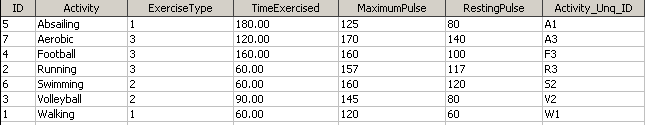 ID Activity ExerciseType TimeExercised MaximumPulse RestingPulse Activity_Unq_ID
5 Absailing 1 180.00 125 80 A1
7 Aerobic 3 120.00 170 140 A3
4 Football 3 160.00 160 100 F3
2 Running 3 60.00 157 117 R3
6 Swimming 2 60.00 160 120 S2
3 Volleyball 2 90.00 145 80 V2
1 Walking 1 60.00 120 60 W1